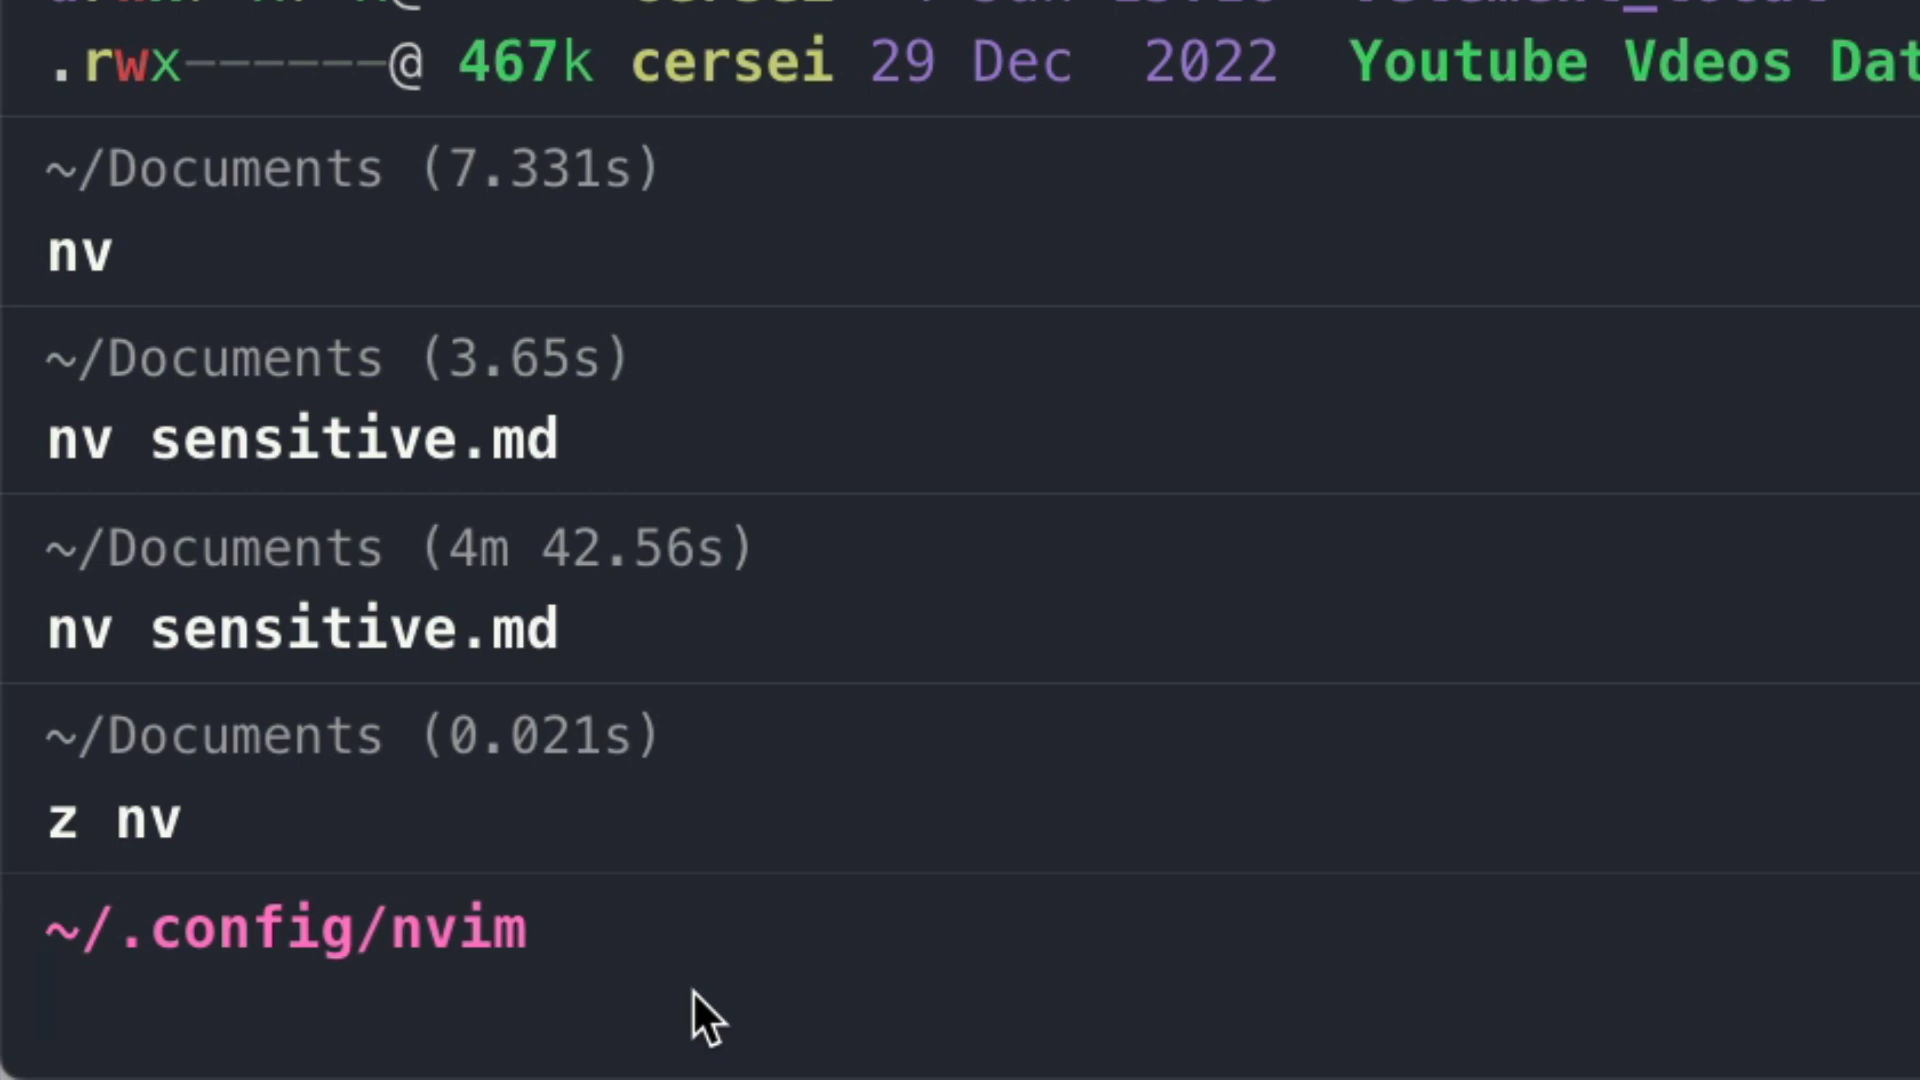 .rwx------@ 467k cersei 29 Dec  2022  Youtube Vdeos Dat
~/Documents (7.331s)
nv
~/Documents (3.65s)
nv sensitive.md
~/Documents (4m 42.56s)
nv sensitive.md
~/Documents (0.021s)
z nv
~/.config/nvim